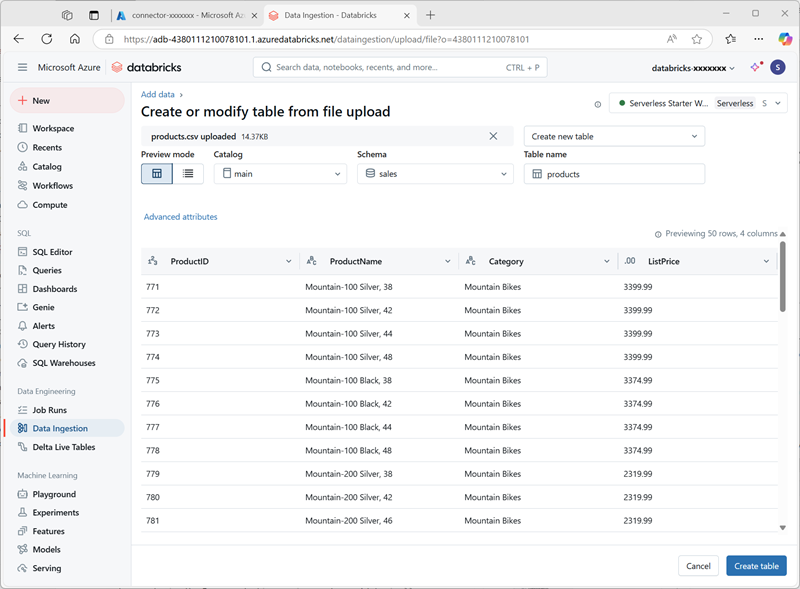 connector-xxxxxxx - Microsoft Az
Data Ingestion - Databricks
https://adb-4380111210078101.1.azuredatabricks.net/dataingestion/upload/file?o=4380111210078101
Microsoft Azure
databricks
Search data, notebooks, recents, and more...
CTRL + P
databricks-xxxxxxx
S
New
Workspace
Recents
Catalog
Workflows
Compute
SQL
SQL Editor
Queries
Dashboards
Genie
Alerts
Query History
SQL Warehouses
Data Engineering
Job Runs
Data Ingestion
Delta Live Tables
Machine Learning
Playground
Experiments
Features
Models
Serving
Add data ›
Create or modify table from file upload
Serverless Starter W... Serverless S
products.csv uploaded 14.37KB
Create new table
Preview mode Catalog Schema Table name
main sales products
Advanced attributes
Previewing 50 rows, 4 columns
ProductID ProductName Category .00 ListPrice
771 Mountain-100 Silver, 38 Mountain Bikes 3399.99
772 Mountain-100 Silver, 42 Mountain Bikes 3399.99
773 Mountain-100 Silver, 44 Mountain Bikes 3399.99
774 Mountain-100 Silver, 48 Mountain Bikes 3399.99
775 Mountain-100 Black, 38 Mountain Bikes 3374.99
776 Mountain-100 Black, 42 Mountain Bikes 3374.99
777 Mountain-100 Black, 44 Mountain Bikes 3374.99
778 Mountain-100 Black, 48 Mountain Bikes 3374.99
779 Mountain-200 Silver, 38 Mountain Bikes 2319.99
780 Mountain-200 Silver, 42 Mountain Bikes 2319.99
781 Mountain-200 Silver, 46 Mountain Bikes 2319.99
Cancel Create table